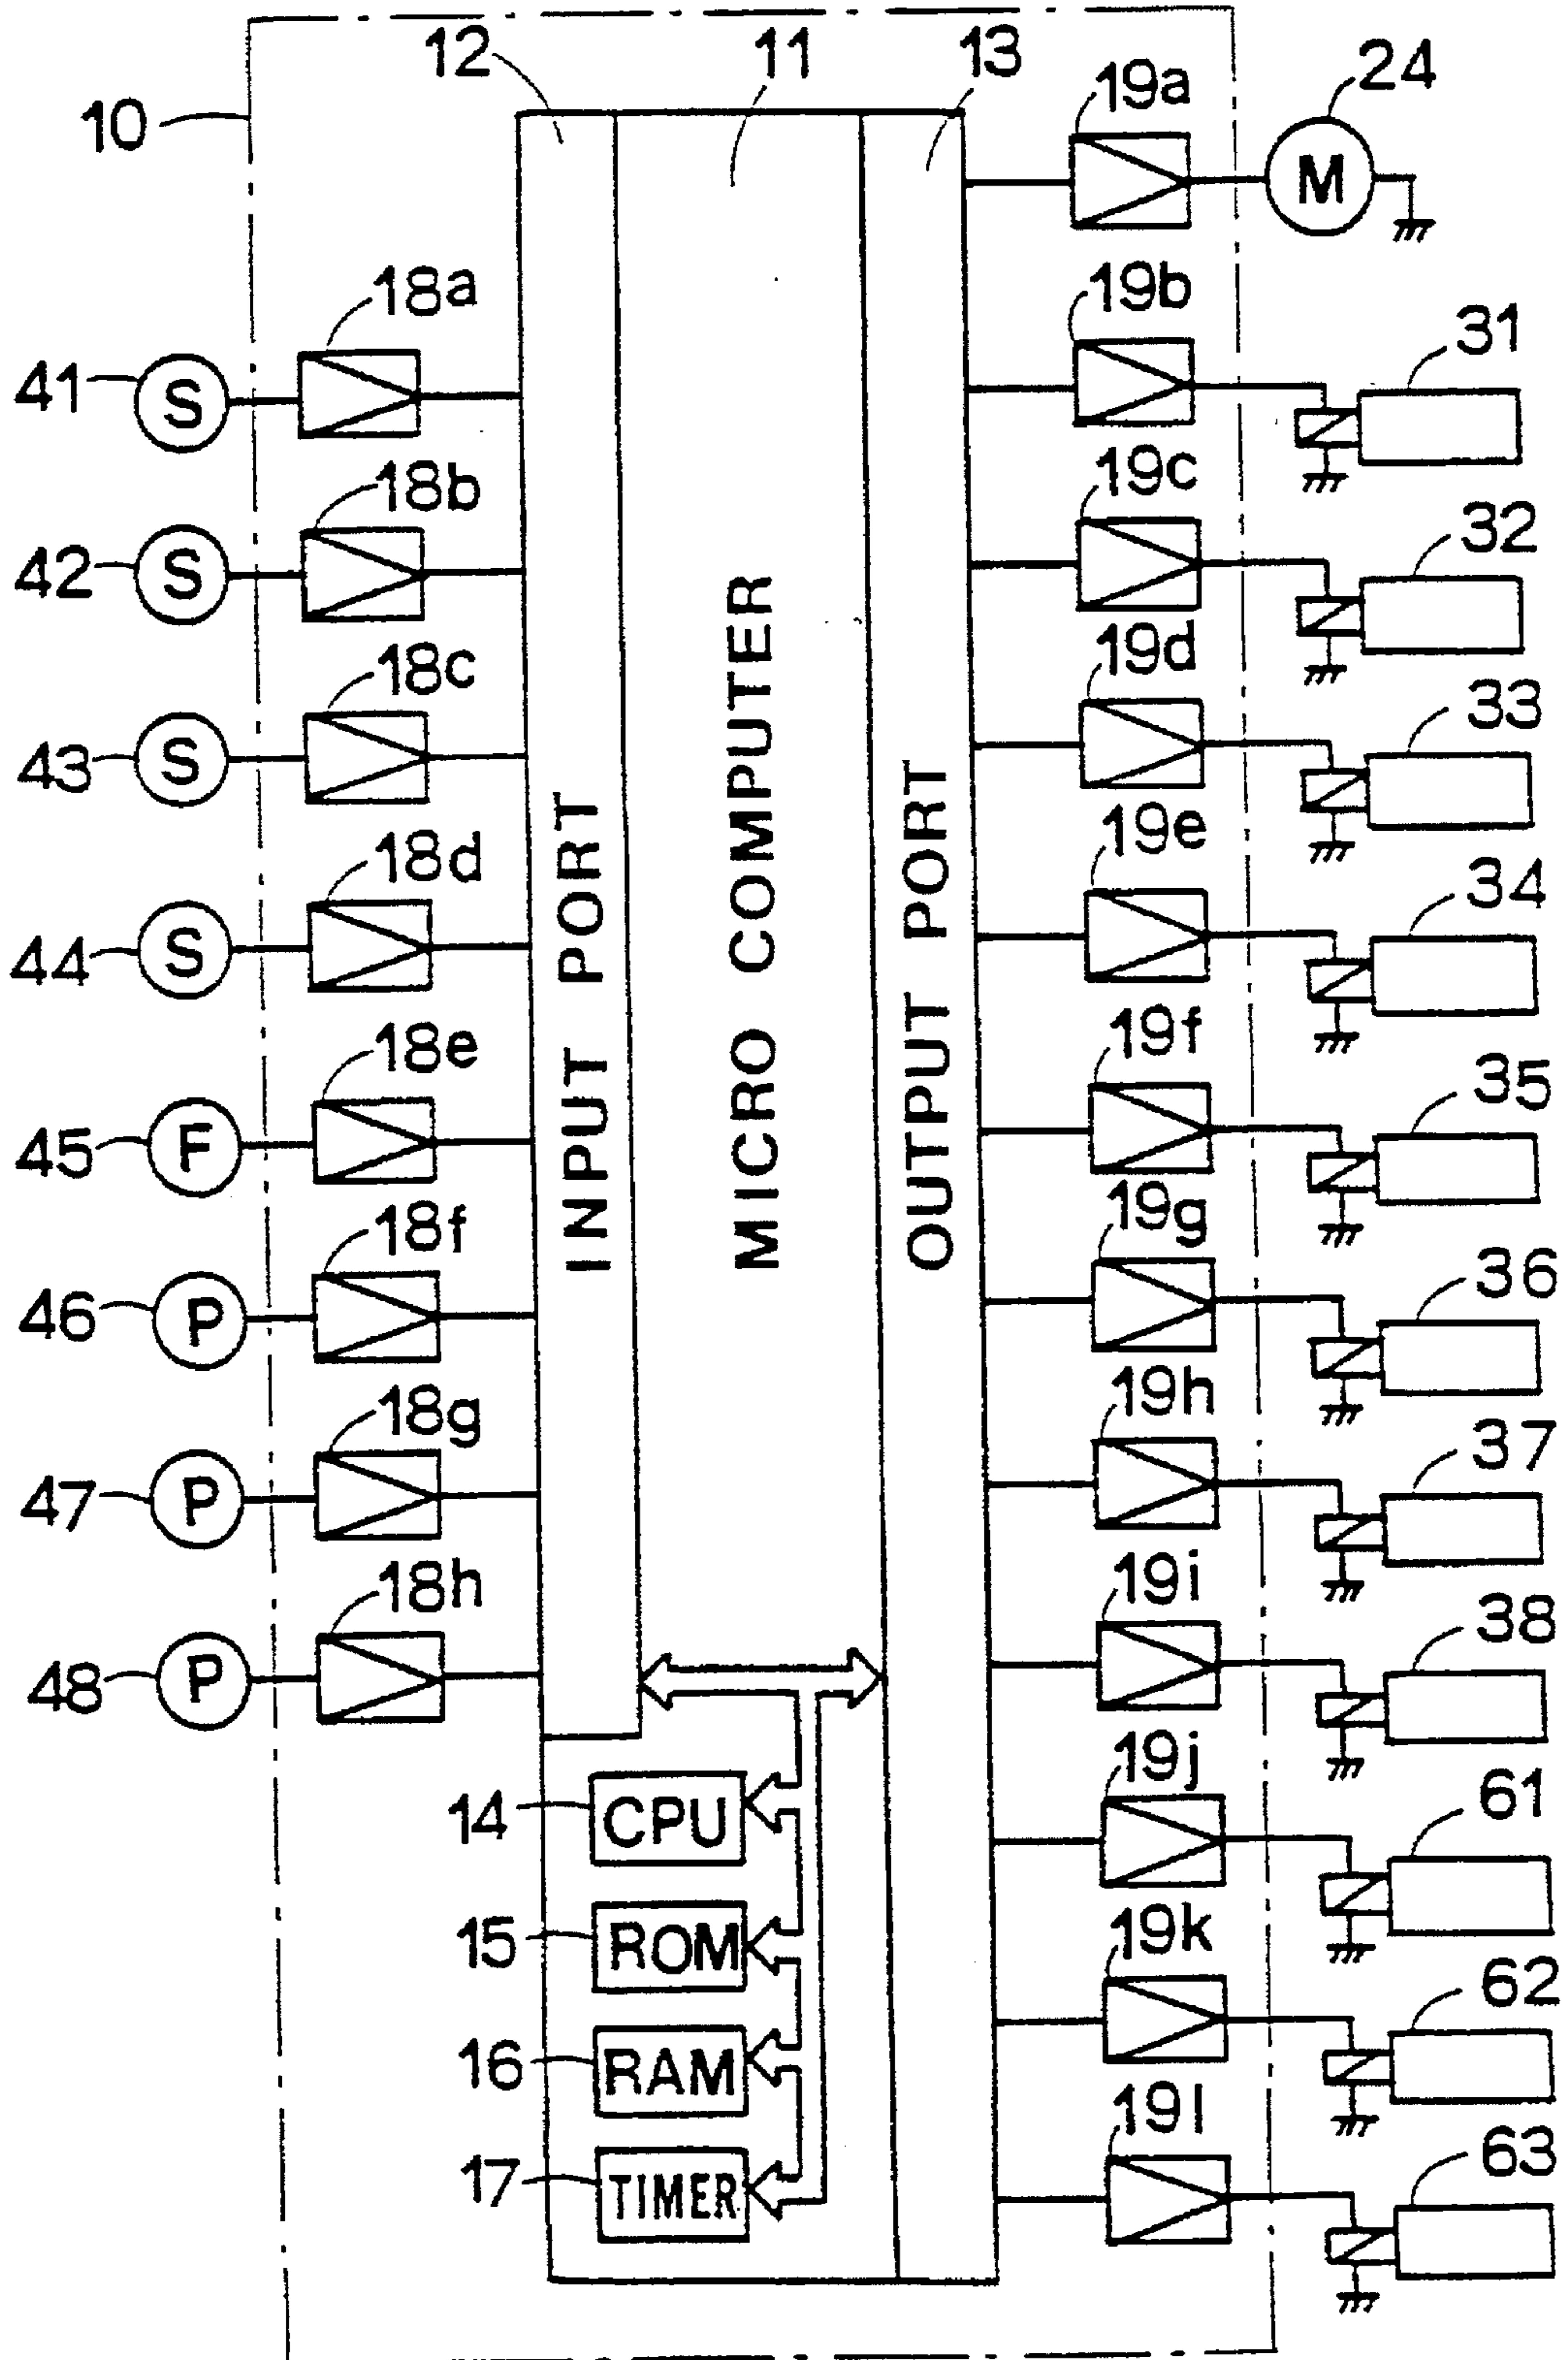 12
11
13
10
19a
24
M
18a
19b
31
41
S
18b
19c
32
42
S
18c
19d
33
43
S
18d
19e
34
44
S
18e
19f
35
45
F
18f
19g
36
46
P
18g
19h
37
47
P
18h
19i
38
48
P
INPUT PORT
MICRO COMPUTER
OUTPUT PORT
14
CPU
19j
61
15
ROM
19k
62
16
RAM
19l
63
17
TIMER